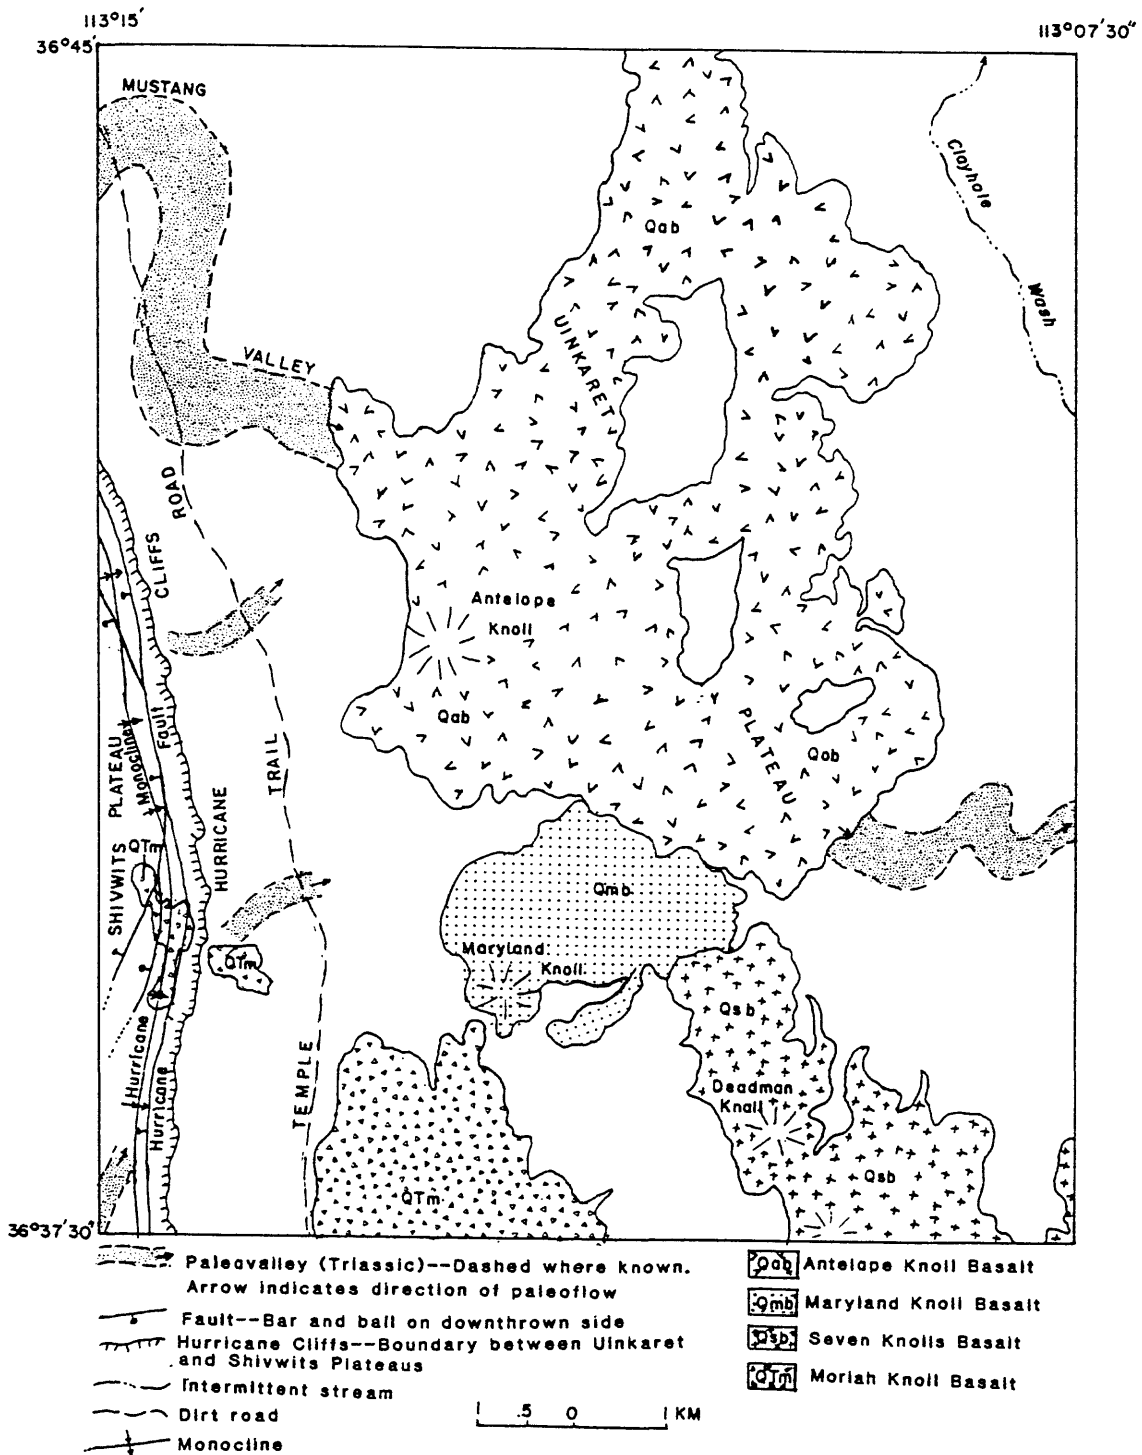 113°15'
113°07'30"
36°45'
MUSTANG
Clayhole
Wash
Qab
UINKARET
VALLEY
ROAD
CLIFFS
Antelope
Knoll
Qab
PLATEAU
Qab
Fault
Monocline
SHIVWITS PLATEAU
TRAIL
HURRICANE
QTm
Qmb
Maryland
Knoll
QTm
Qsb
Hurricane
Hurricane
TEMPLE
Deadman
Knoll
Qsb
QTm
36°37'30"
Paleovalley (Triassic)--Dashed where known.
Arrow indicates direction of paleoflow
Fault--Bar and ball on downthrown side
Hurricane Cliffs--Boundary between Uinkaret
and Shivwits Plateaus
Intermittent stream
Dirt road
Monocline
Qab Antelope Knoll Basalt
Qmb Maryland Knoll Basalt
Qsb Seven Knolls Basalt
QTm Moriah Knoll Basalt
1 .5 0 1 KM